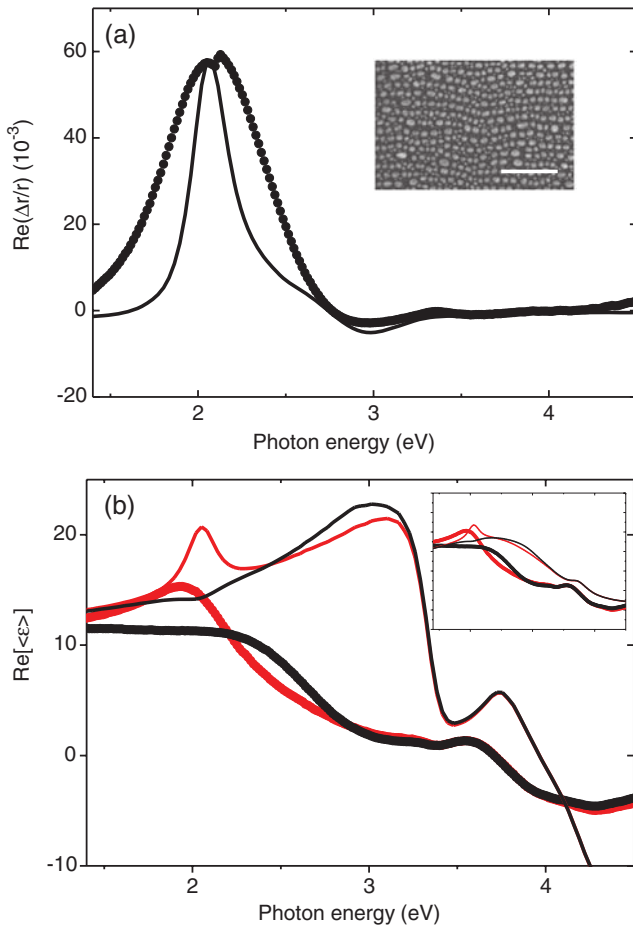 (a)
60
40
20
0
-20
Re(Δr/r) (10⁻³)
2
3
4
Photon energy (eV)
(b)
20
10
0
-10
Re[<ε>]
2
3
4
Photon energy (eV)